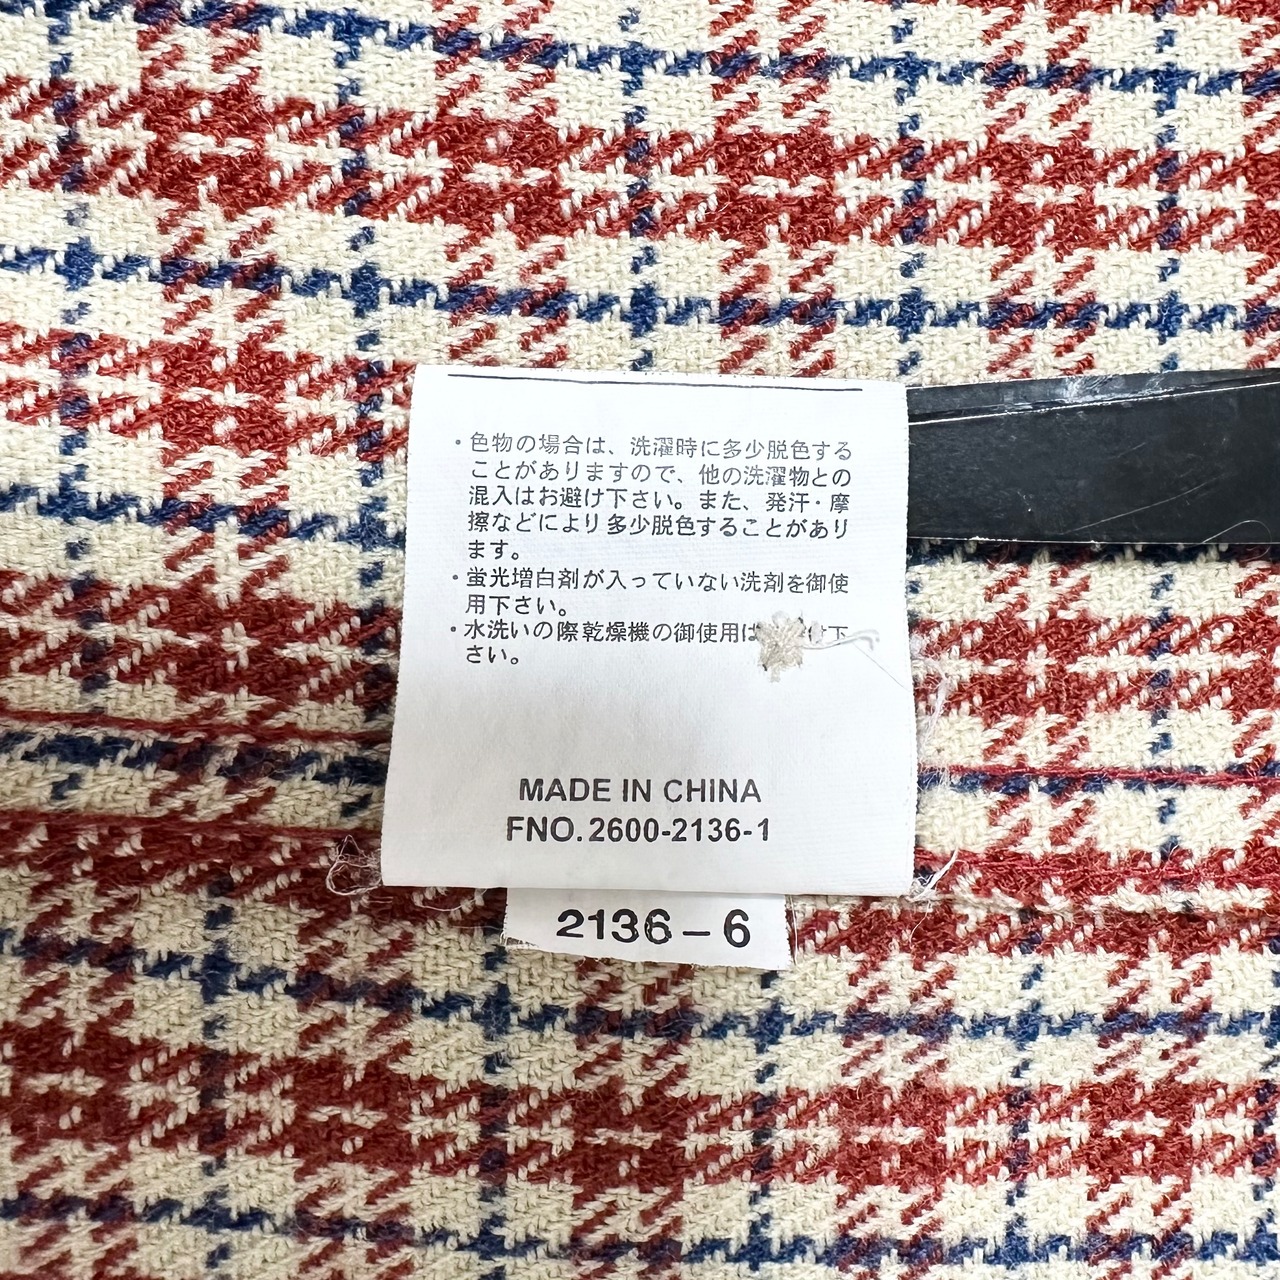 ・色物の場合は、洗濯時に多少脱色する
ことがありますので、他の洗濯物との
混入はお避け下さい。また、発汗・摩
擦などにより多少脱色することがあり
ます。
・蛍光増白剤が入っていない洗剤を御使
用下さい。
・水洗いの際乾燥機の御使用は け下
さい。
MADE IN CHINA
FNO. 2600-2136-1
2136-6